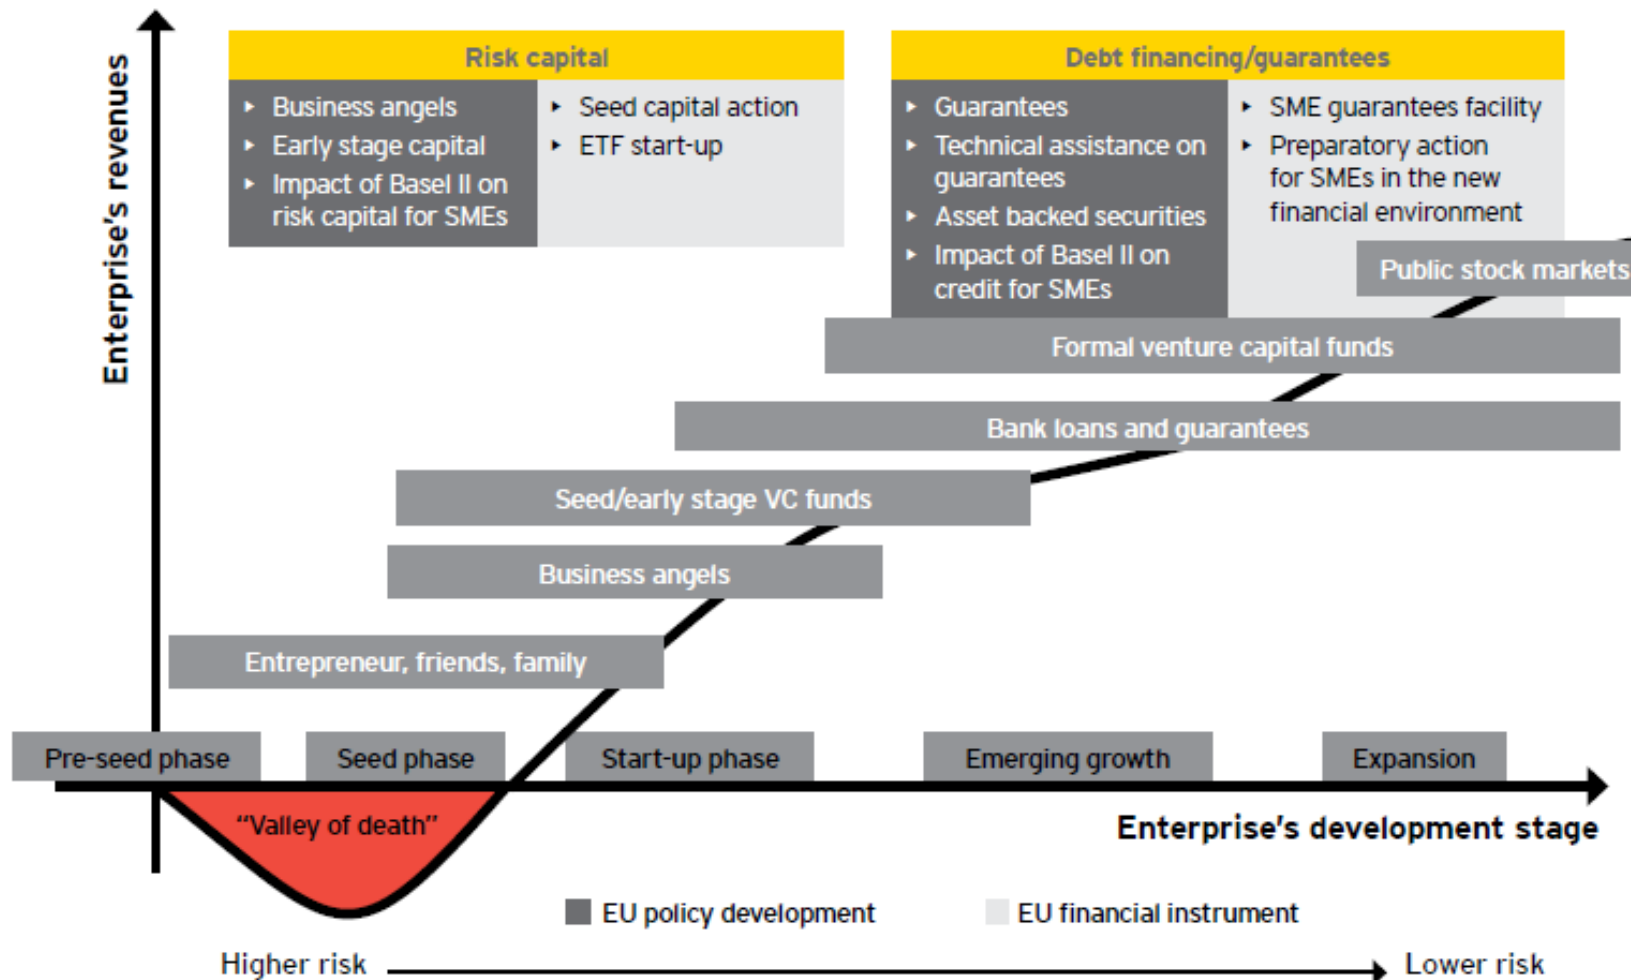 Enterprise's revenues
Risk capital
‣ Business angels
‣ Early stage capital
‣ Impact of Basel II on
risk capital for SMEs
‣ Seed capital action
‣ ETF start-up
Debt financing/guarantees
‣ Guarantees
‣ Technical assistance on
guarantees
‣ Asset backed securities
‣ Impact of Basel II on
credit for SMEs
‣ SME guarantees facility
‣ Preparatory action
for SMEs in the new
financial environment
Public stock markets
Formal venture capital funds
Bank loans and guarantees
Seed/early stage VC funds
Business angels
Entrepreneur, friends, family
Pre-seed phase
Seed phase
Start-up phase
Emerging growth
Expansion
"Valley of death"
Enterprise's development stage
EU policy development
EU financial instrument
Higher risk
Lower risk